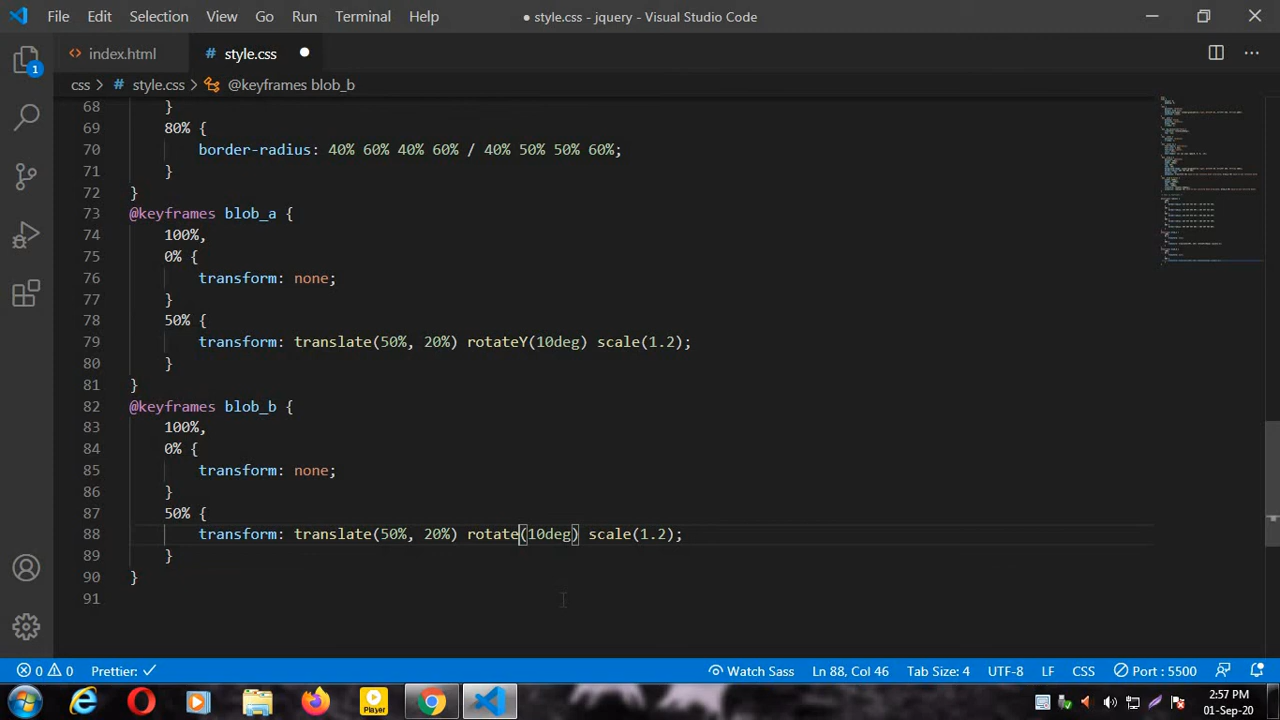 File Edit Selection View Go Run Terminal Help ● style.css - jquery - Visual Studio Code
index.html # style.css
css > # style.css > @keyframes blob_b
68 }
69 80% {
70 border-radius: 40% 60% 40% 60% / 40% 50% 50% 60%;
71 }
72 }
73 @keyframes blob_a {
74 100%,
75 0% {
76 transform: none;
77 }
78 50% {
79 transform: translate(50%, 20%) rotateY(10deg) scale(1.2);
80 }
81 }
82 @keyframes blob_b {
83 100%,
84 0% {
85 transform: none;
86 }
87 50% {
88 transform: translate(50%, 20%) rotate(10deg) scale(1.2);
89 }
90 }
91
1
0 0 Prettier: ✓ Watch Sass Ln 88, Col 46 Tab Size: 4 UTF-8 LF CSS Port : 5500
Player
2:57 PM
01-Sep-20